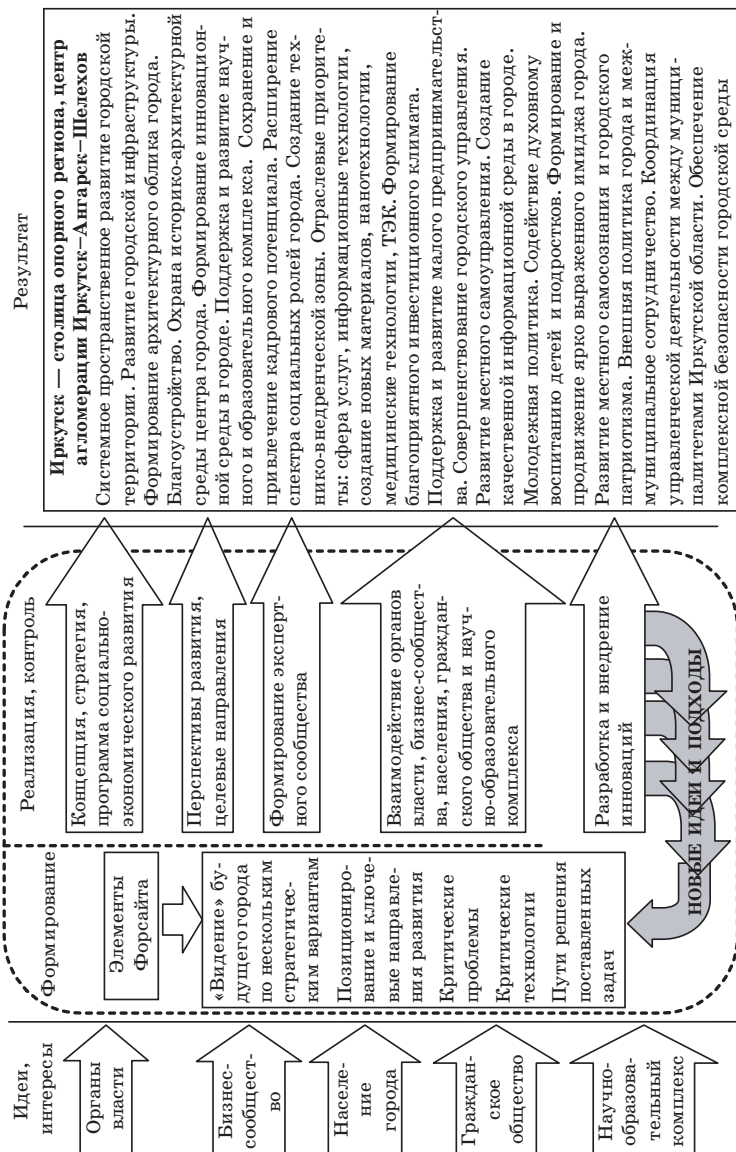 Идеи,
интересы
Органы
власти
Бизнес-
сообщест-
во
Населе-
ние
города
Граждан-
ское
общество
Научно-
образова-
тельный
комплекс
Формирование
Элементы
Форсайта
«Видение» бу-
дущего города
по нескольким
стратегичес-
ким вариантам
Позициониро-
вание и ключе-
вые направле-
ния развития
Критические
проблемы
Критические
технологии
Пути решения
поставленных
задач
Реализация, контроль
Концепция, стратегия,
программа социально-
экономического развития
Перспективы развития,
целевые направления
Формирование эксперт-
ного сообщества
Взаимодействие органов
власти, бизнес-сообщест-
ва, населения, граждан-
ского общества и науч-
но-образовательного
комплекса
Разработка и внедрение
инноваций
НОВЫЕ ИДЕИ И ПОДХОДЫ
Результат
Иркутск — столица опорного региона, центр
агломерации Иркутск—Ангарск—Шелехов
Системное пространственное развитие городской
территории. Развитие городской инфраструктуры.
Формирование архитектурного облика города.
Благоустройство. Охрана историко-архитектурной
среды центра города. Формирование инновацион-
ной среды в городе. Поддержка и развитие науч-
ного и образовательного комплекса. Сохранение и
привлечение кадрового потенциала. Расширение
спектра социальных ролей города. Создание тех-
нико-внедренческой зоны. Отраслевые приорите-
ты: сфера услуг, информационные технологии,
создание новых материалов, нанотехнологии,
медицинские технологии, ТЭК. Формирование
благоприятного инвестиционного климата.
Поддержка и развитие малого предпринимательст-
ва. Совершенствование городского управления.
Развитие местного самоуправления. Создание
качественной информационной среды в городе.
Молодежная политика. Содействие духовному
воспитанию детей и подростков. Формирование и
продвижение ярко выраженного имиджа города.
Развитие местного самосознания и городского
патриотизма. Внешняя политика города и меж-
муниципальное сотрудничество. Координация
управленческой деятельности между муници-
палитетами Иркутской области. Обеспечение
комплексной безопасности городской среды